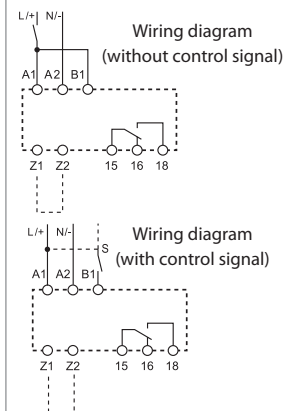 L/+ N/-
Wiring diagram
(without control signal)
A1 A2 B1
Z1 Z2 15 16 18
L/+ N/-
Wiring diagram
S
(with control signal)
A1 A2 B1
Z1 Z2 15 16 18